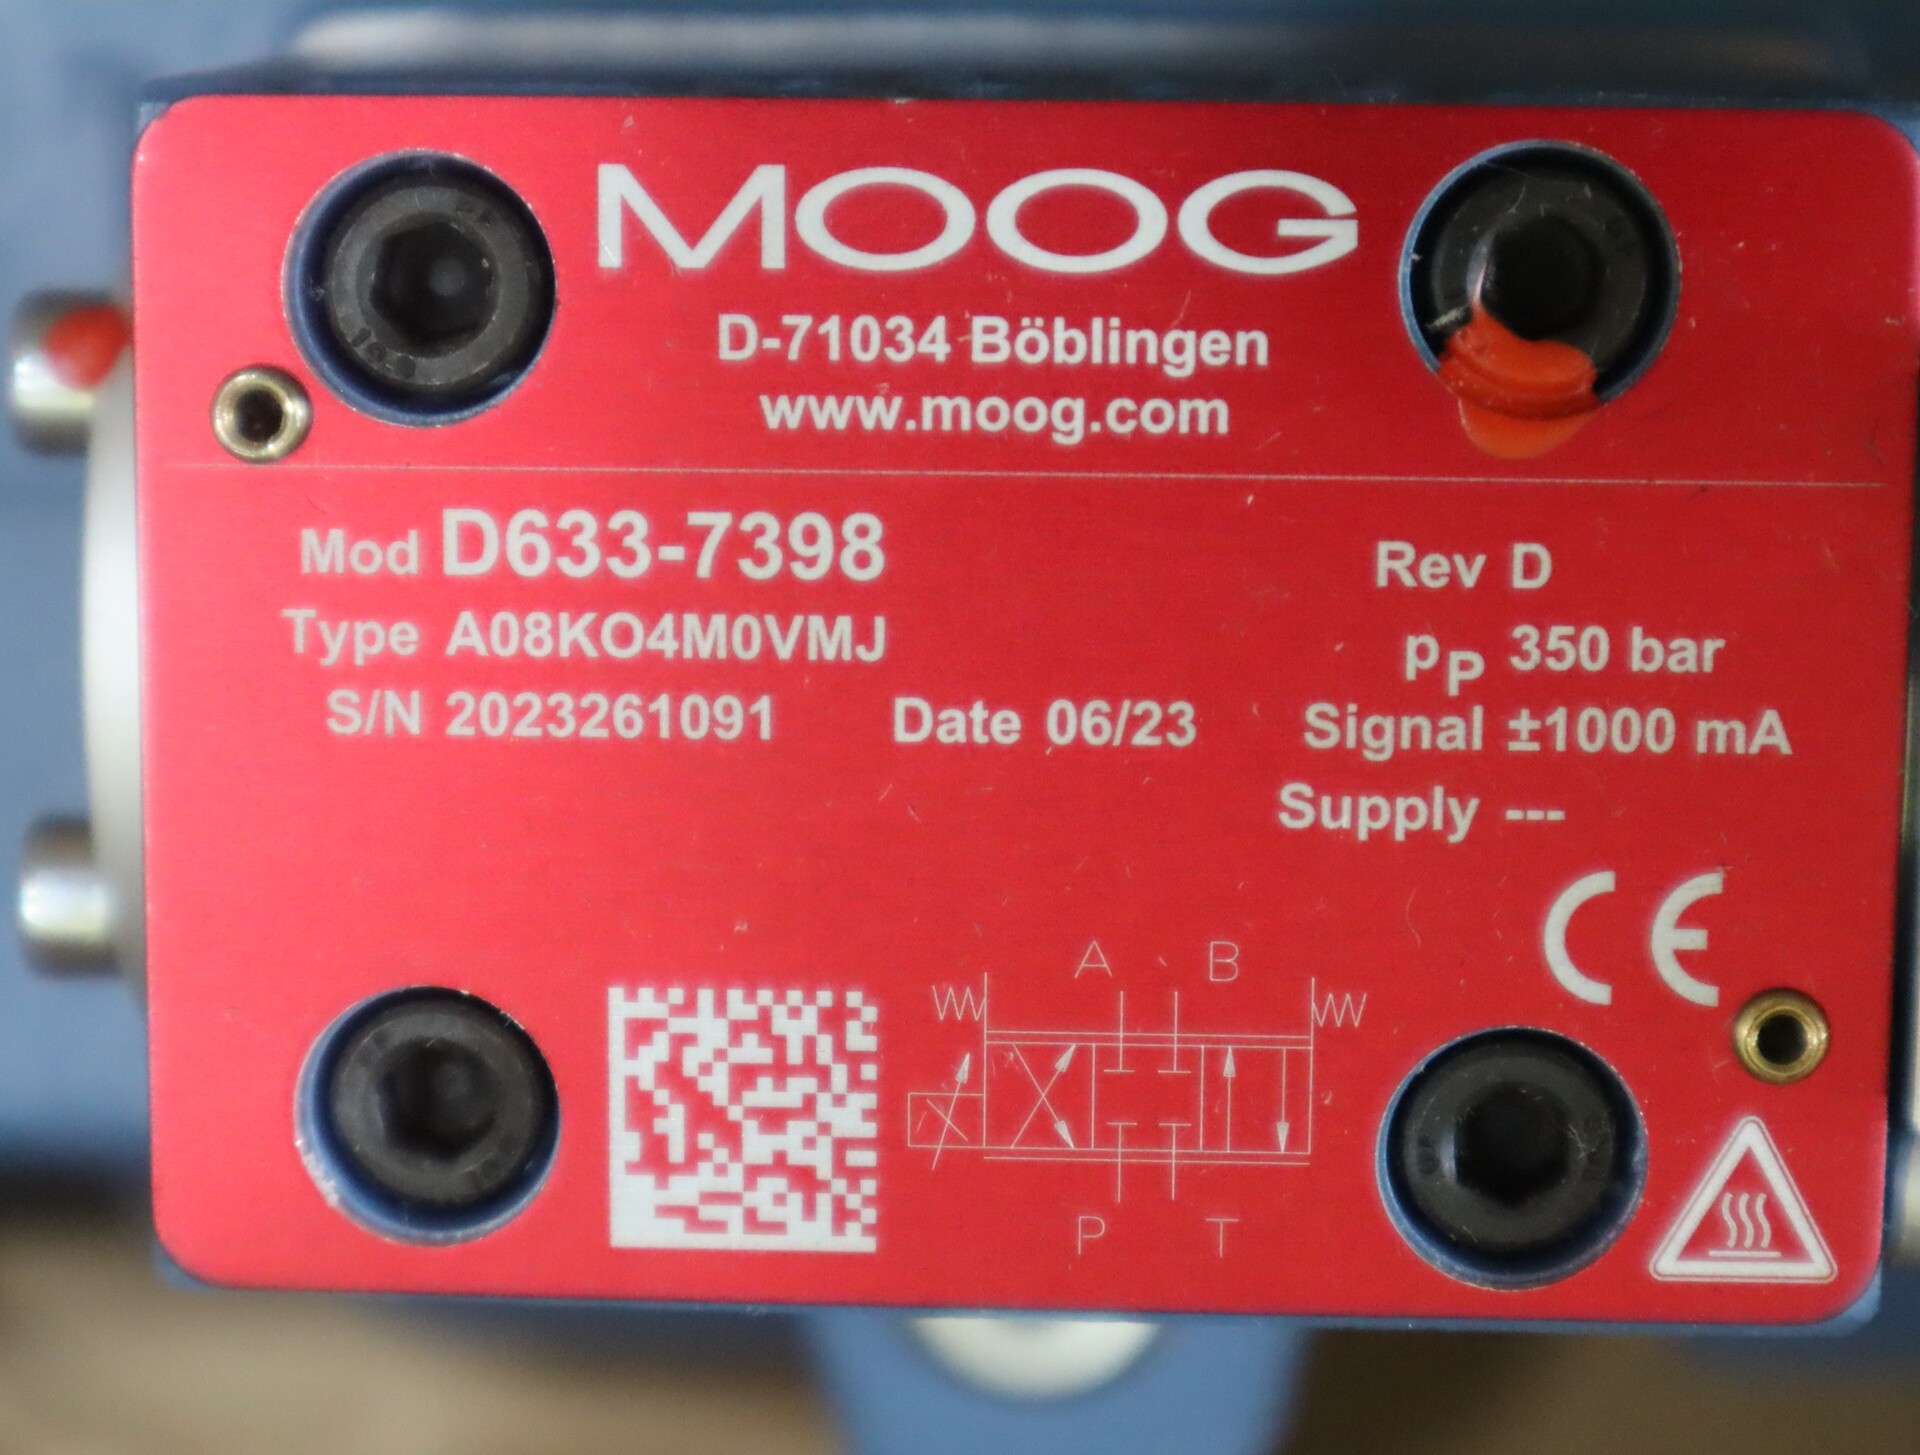 MOOG
D-71034 Böblingen
www.moog.com
Mod D633-7398
Rev D
Type A08KO4M0VMJ
pP 350 bar
S/N 2023261091 Date 06/23
Signal ±1000 mA
Supply ---
CE
A B
P T